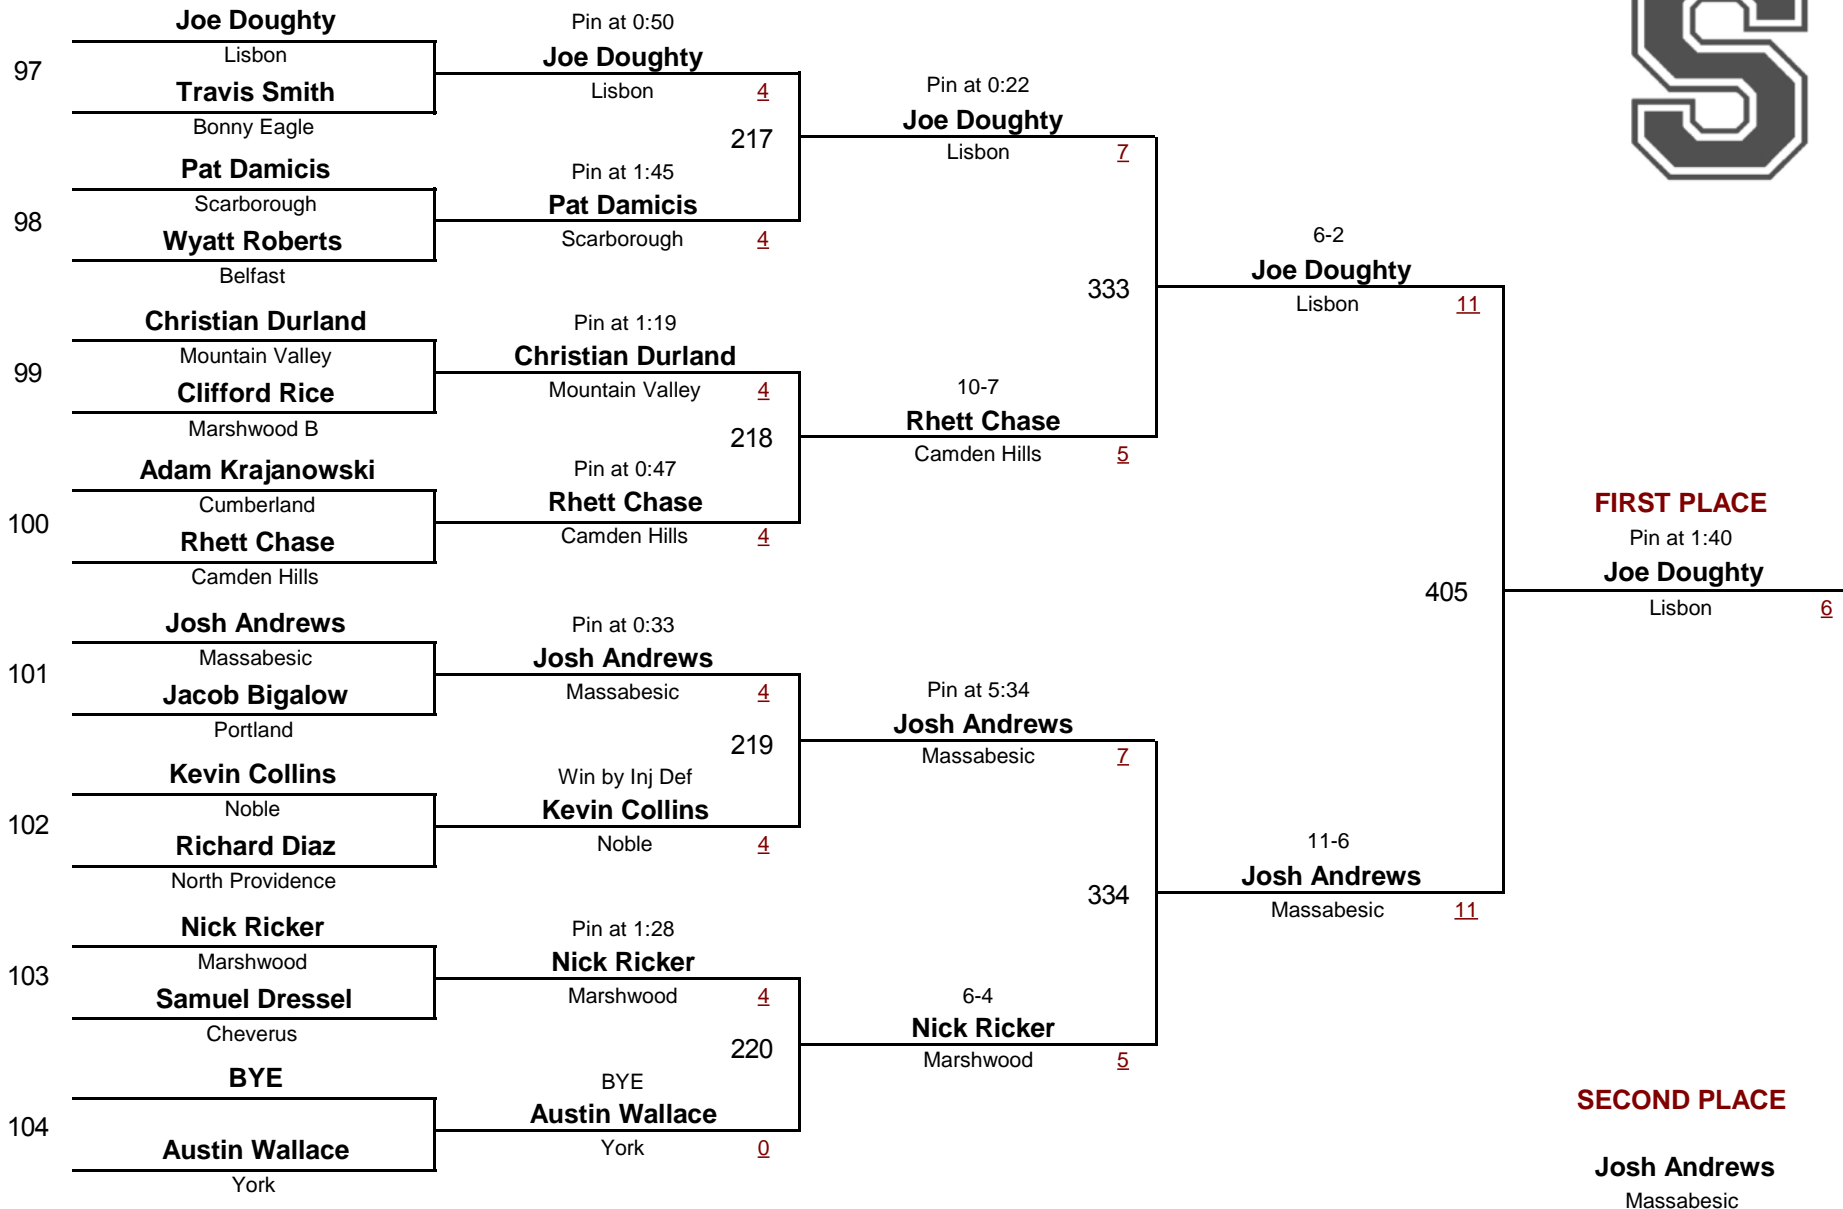 Joe Doughty
Lisbon
97
Travis Smith
Bonny Eagle
Pat Damicis
Scarborough
98
Wyatt Roberts
Belfast
Christian Durland
Mountain Valley
99
Clifford Rice
Marshwood B
Adam Krajanowski
Cumberland
100
Rhett Chase
Camden Hills
Josh Andrews
Massabesic
101
Jacob Bigalow
Portland
Kevin Collins
Noble
102
Richard Diaz
North Providence
Nick Ricker
Marshwood
103
Samuel Dressel
Cheverus
BYE
104
Austin Wallace
York
Pin at 0:50
Joe Doughty
Lisbon 4
217
Pin at 1:45
Pat Damicis
Scarborough 4
Pin at 1:19
Christian Durland
Mountain Valley 4
218
Pin at 0:47
Rhett Chase
Camden Hills 4
Pin at 0:33
Josh Andrews
Massabesic 4
219
Win by Inj Def
Kevin Collins
Noble 4
Pin at 1:28
Nick Ricker
Marshwood 4
220
BYE
Austin Wallace
York 0
Pin at 0:22
Joe Doughty
Lisbon 7
333
10-7
Rhett Chase
Camden Hills 5
Pin at 5:34
Josh Andrews
Massabesic 7
334
6-4
Nick Ricker
Marshwood 5
6-2
Joe Doughty
Lisbon 11
405
11-6
Josh Andrews
Massabesic 11
S
FIRST PLACE
Pin at 1:40
Joe Doughty
Lisbon 6
SECOND PLACE
Josh Andrews
Massabesic